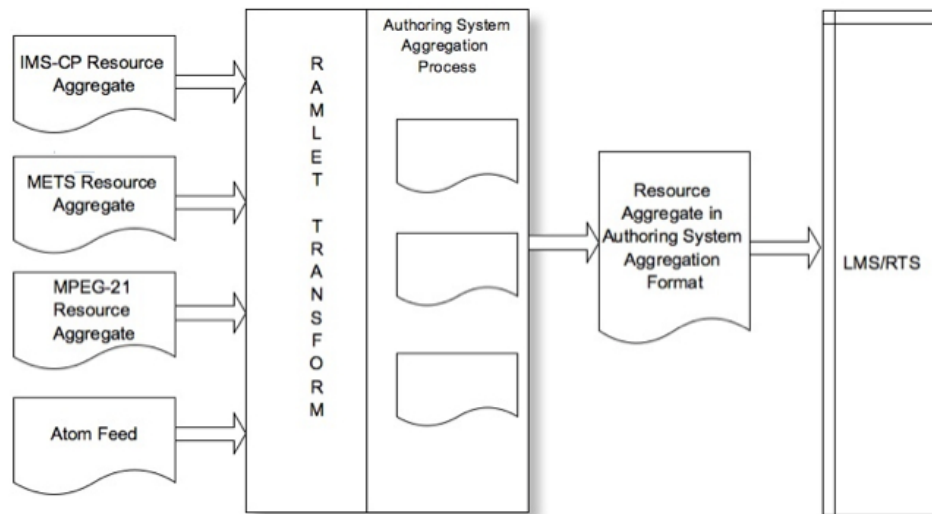 IMS-CP Resource
Aggregate
METS Resource
Aggregate
MPEG-21
Resource
Aggregate
Atom Feed
R
A
M
L
E
T
T
R
A
N
S
F
O
R
M
Authoring System
Aggregation
Process
Resource
Aggregate in
Authoring System
Aggregation
Format
LMS/RTS